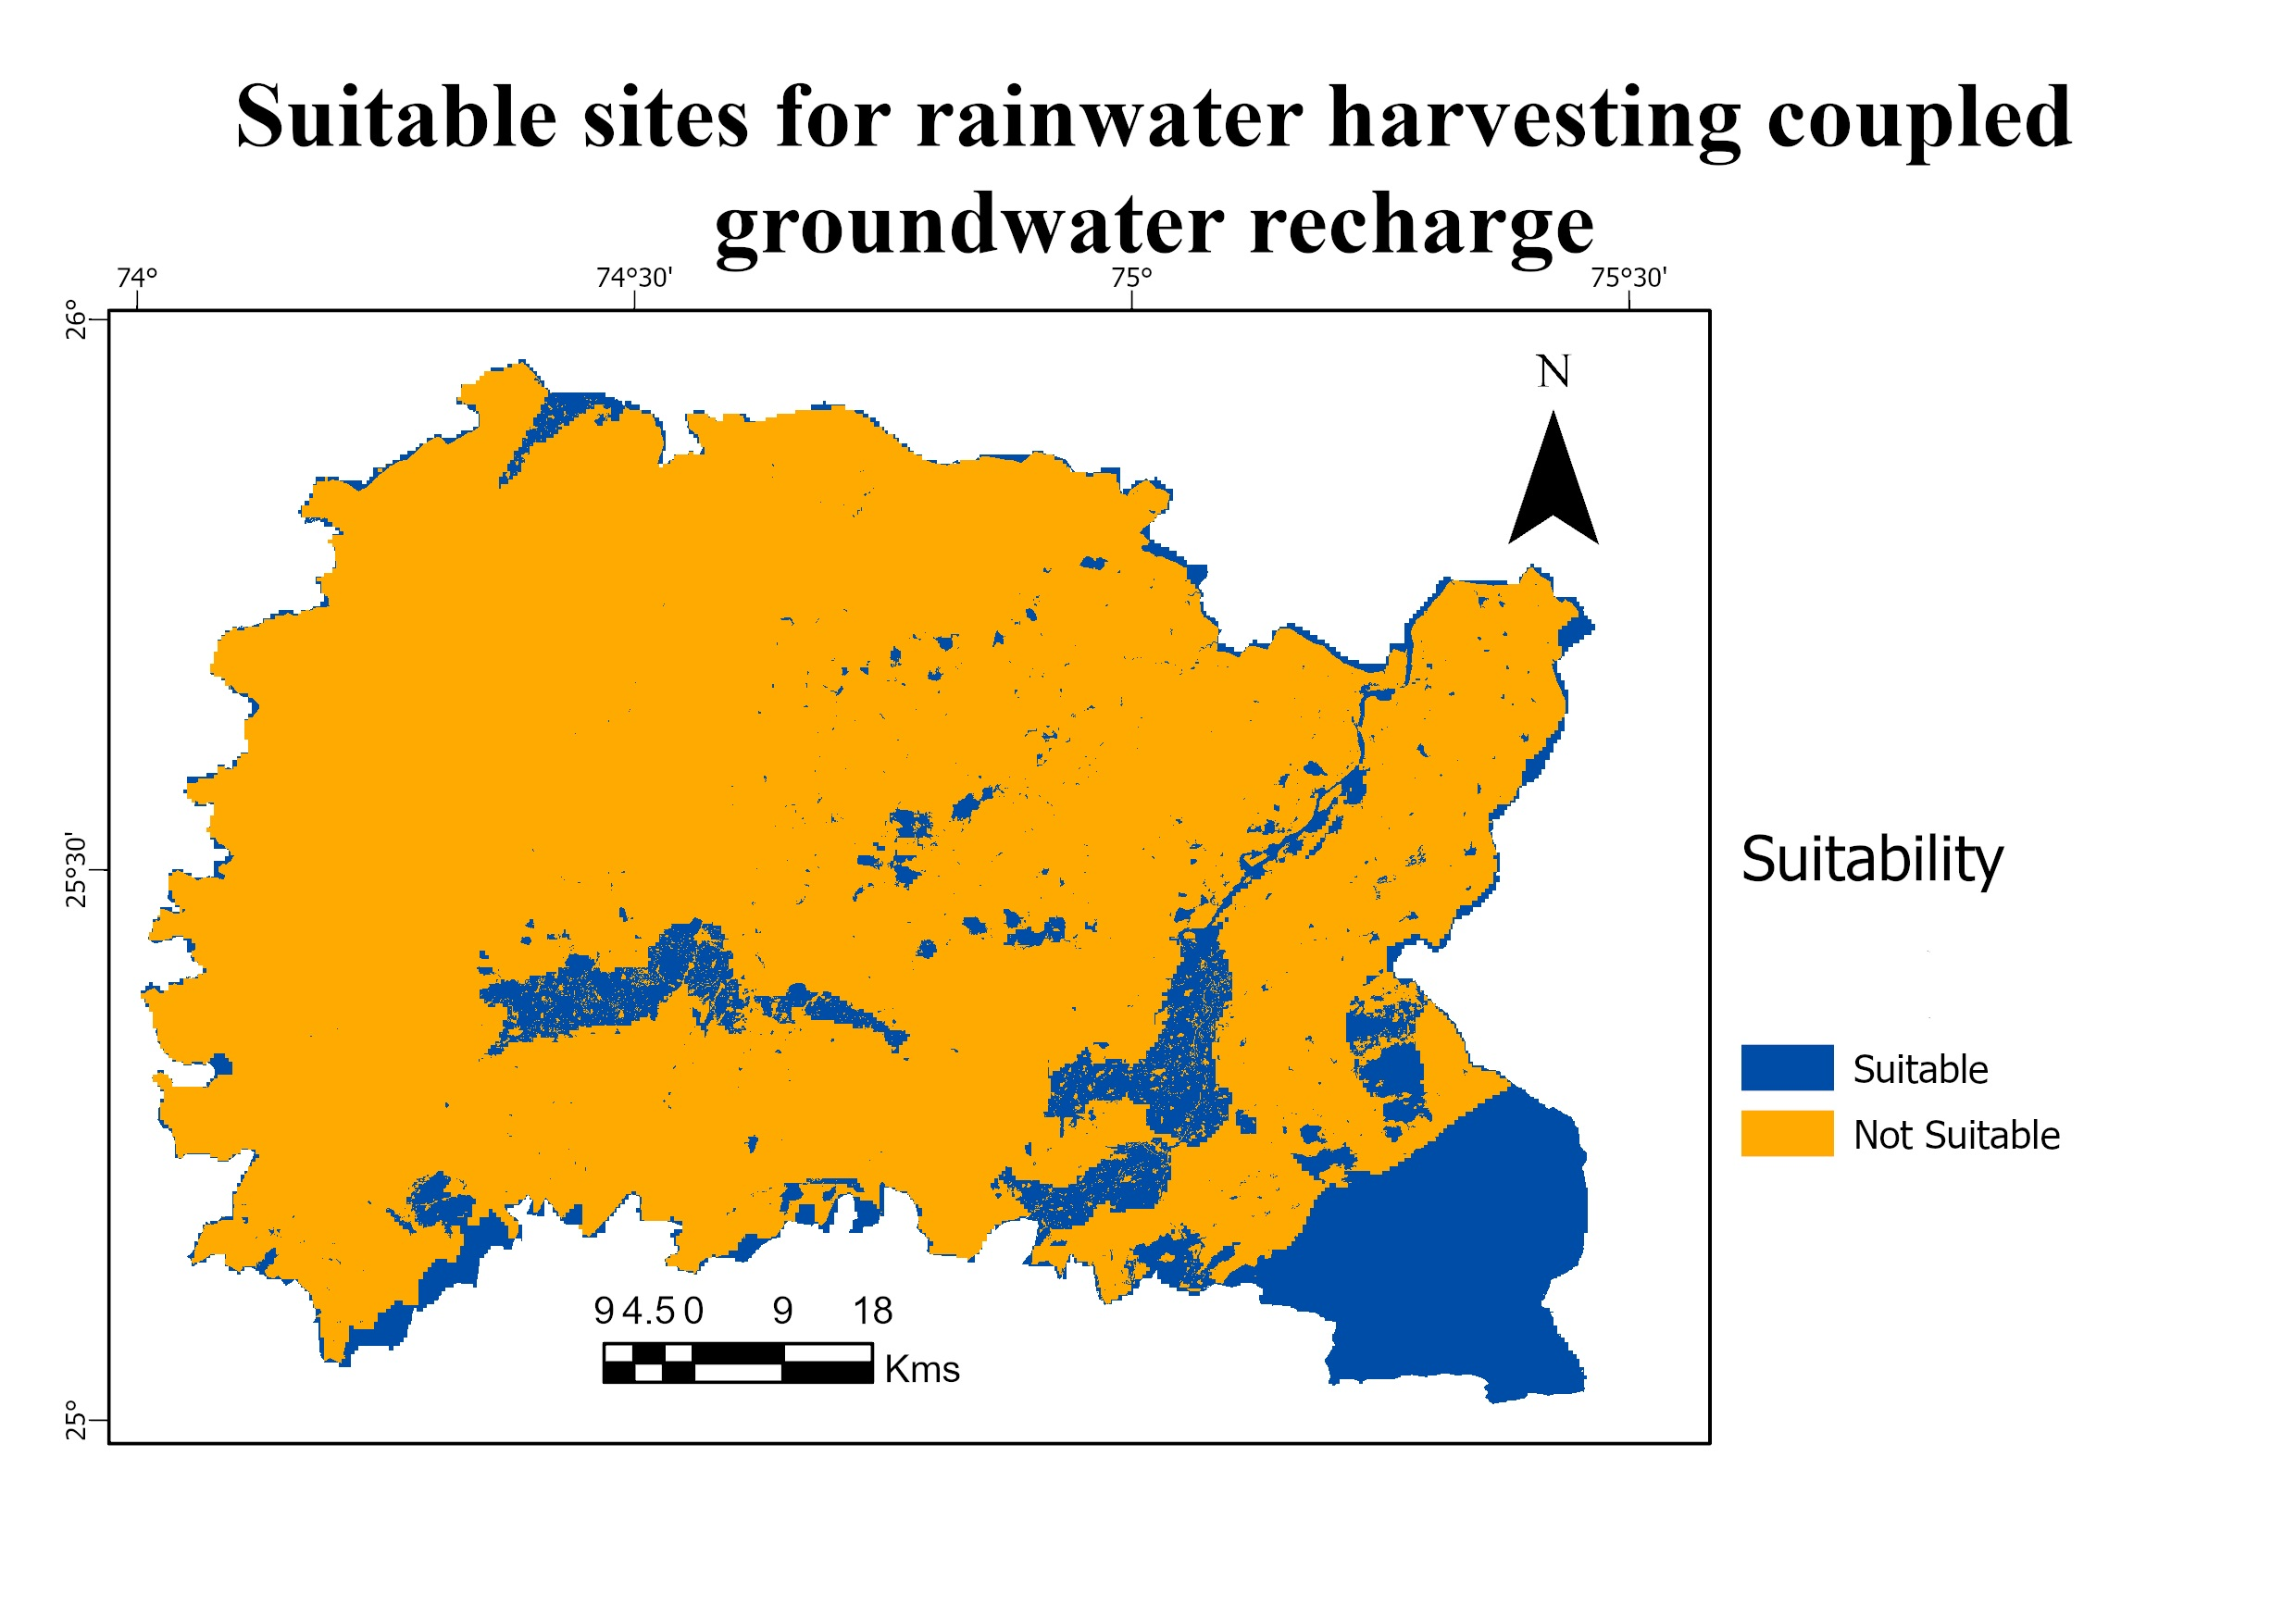 Suitable sites for rainwater harvesting coupled
groundwater recharge
74° 74°30' 75° 75°30'
26°
N
25°30'
Suitability
Suitable
Not Suitable
9 4.5 0 9 18
Kms
25°